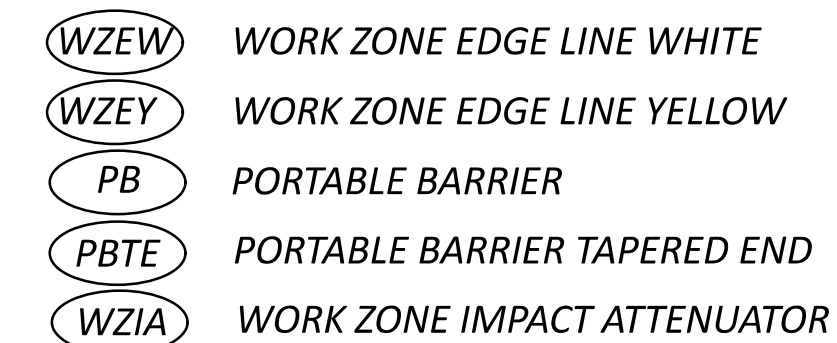 WZEW WORK ZONE EDGE LINE WHITE
WZEY WORK ZONE EDGE LINE YELLOW
PB PORTABLE BARRIER
PBTE PORTABLE BARRIER TAPERED END
WZIA WORK ZONE IMPACT ATTENUATOR